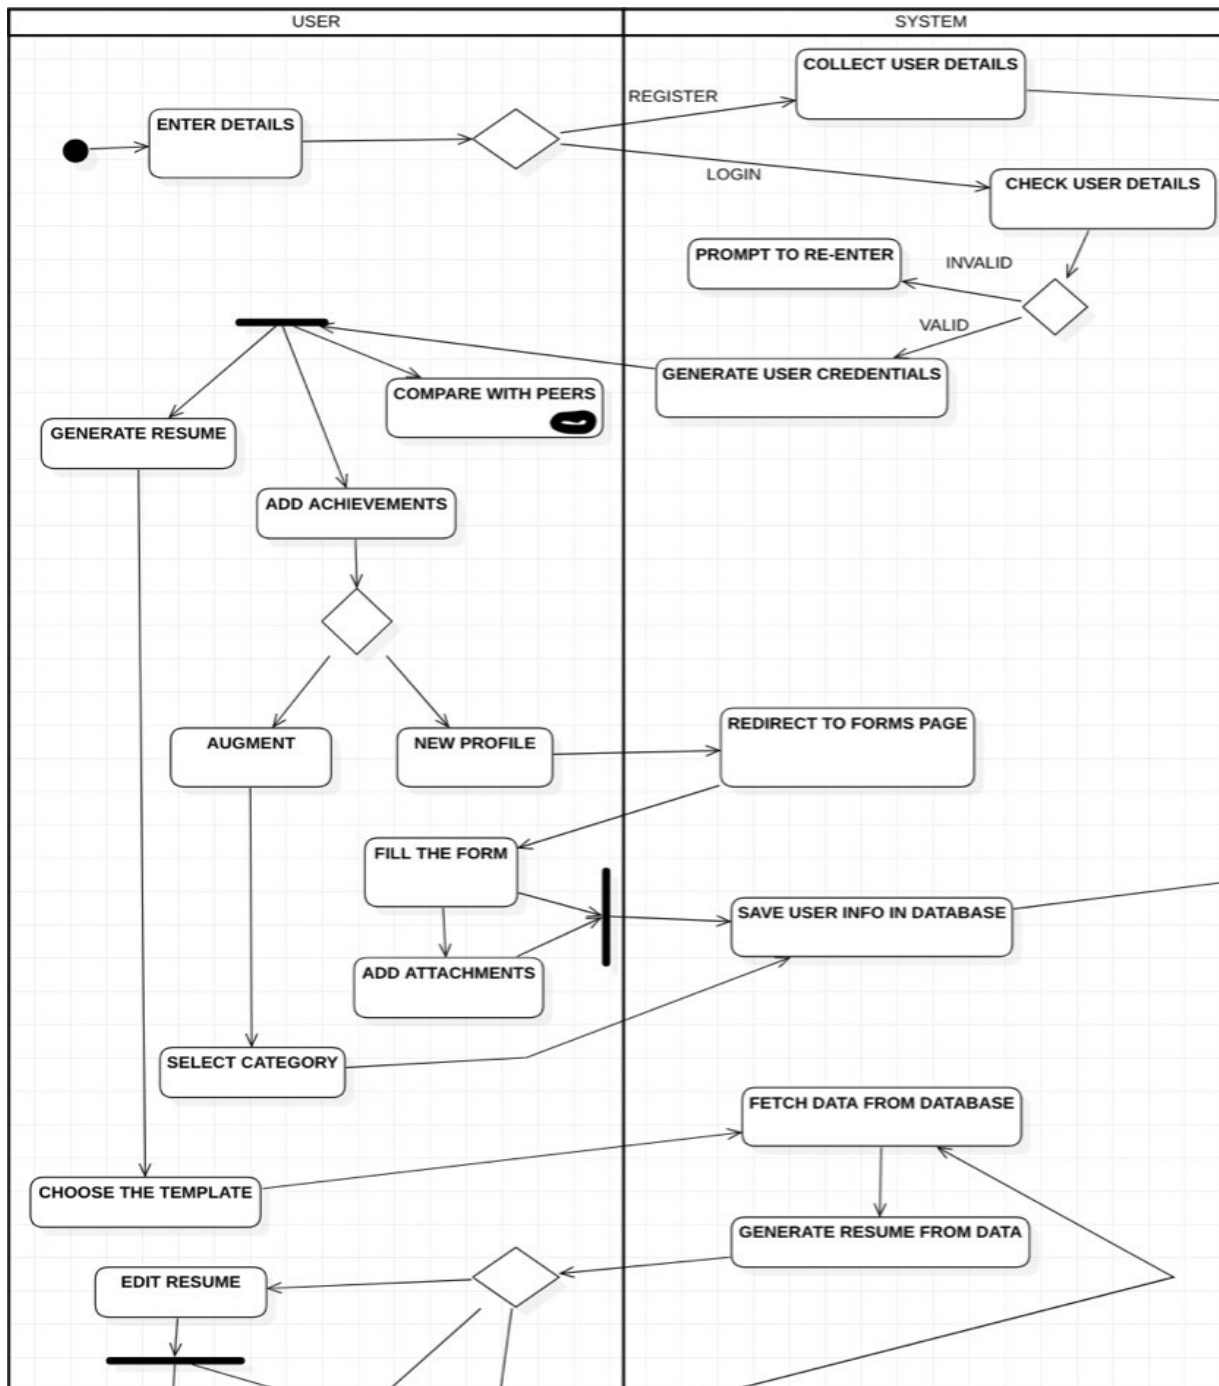 USER
SYSTEM
COLLECT USER DETAILS
REGISTER
ENTER DETAILS
LOGIN
CHECK USER DETAILS
PROMPT TO RE-ENTER
INVALID
VALID
GENERATE USER CREDENTIALS
COMPARE WITH PEERS
GENERATE RESUME
ADD ACHIEVEMENTS
AUGMENT
NEW PROFILE
REDIRECT TO FORMS PAGE
FILL THE FORM
SAVE USER INFO IN DATABASE
ADD ATTACHMENTS
SELECT CATEGORY
FETCH DATA FROM DATABASE
CHOOSE THE TEMPLATE
GENERATE RESUME FROM DATA
EDIT RESUME